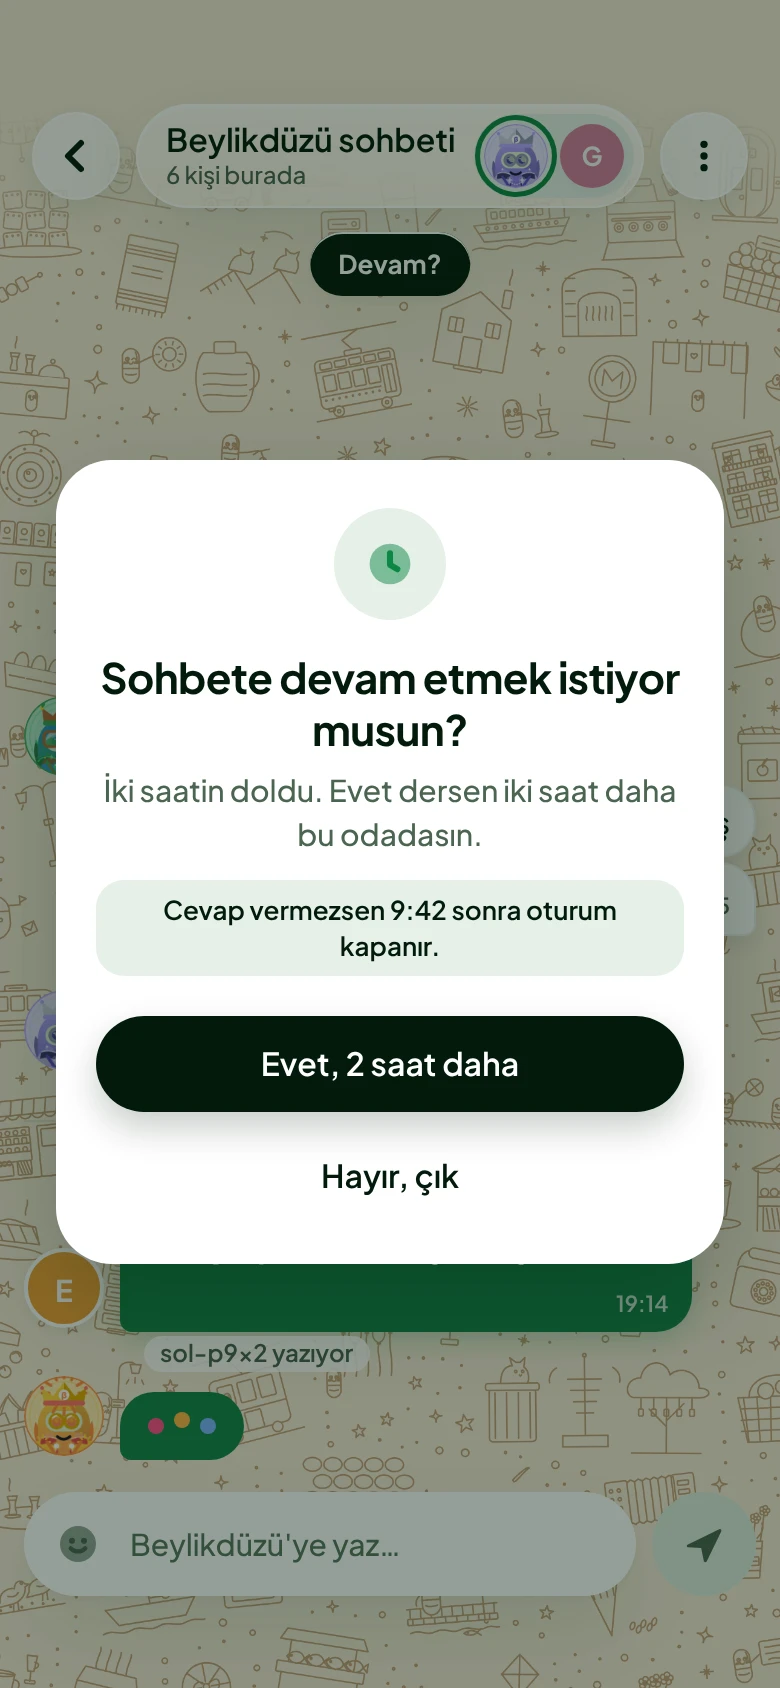 Beylikdüzü sohbeti
6 kişi burada
G
Devam?
Sohbete devam etmek istiyor
musun?
İki saatin doldu. Evet dersen iki saat daha
bu odadasın.
Cevap vermezsen 9:42 sonra oturum
kapanır.
Evet, 2 saat daha
Hayır, çık
E
19:14
sol-p9x2 yazıyor
Beylikdüzü'ye yaz...